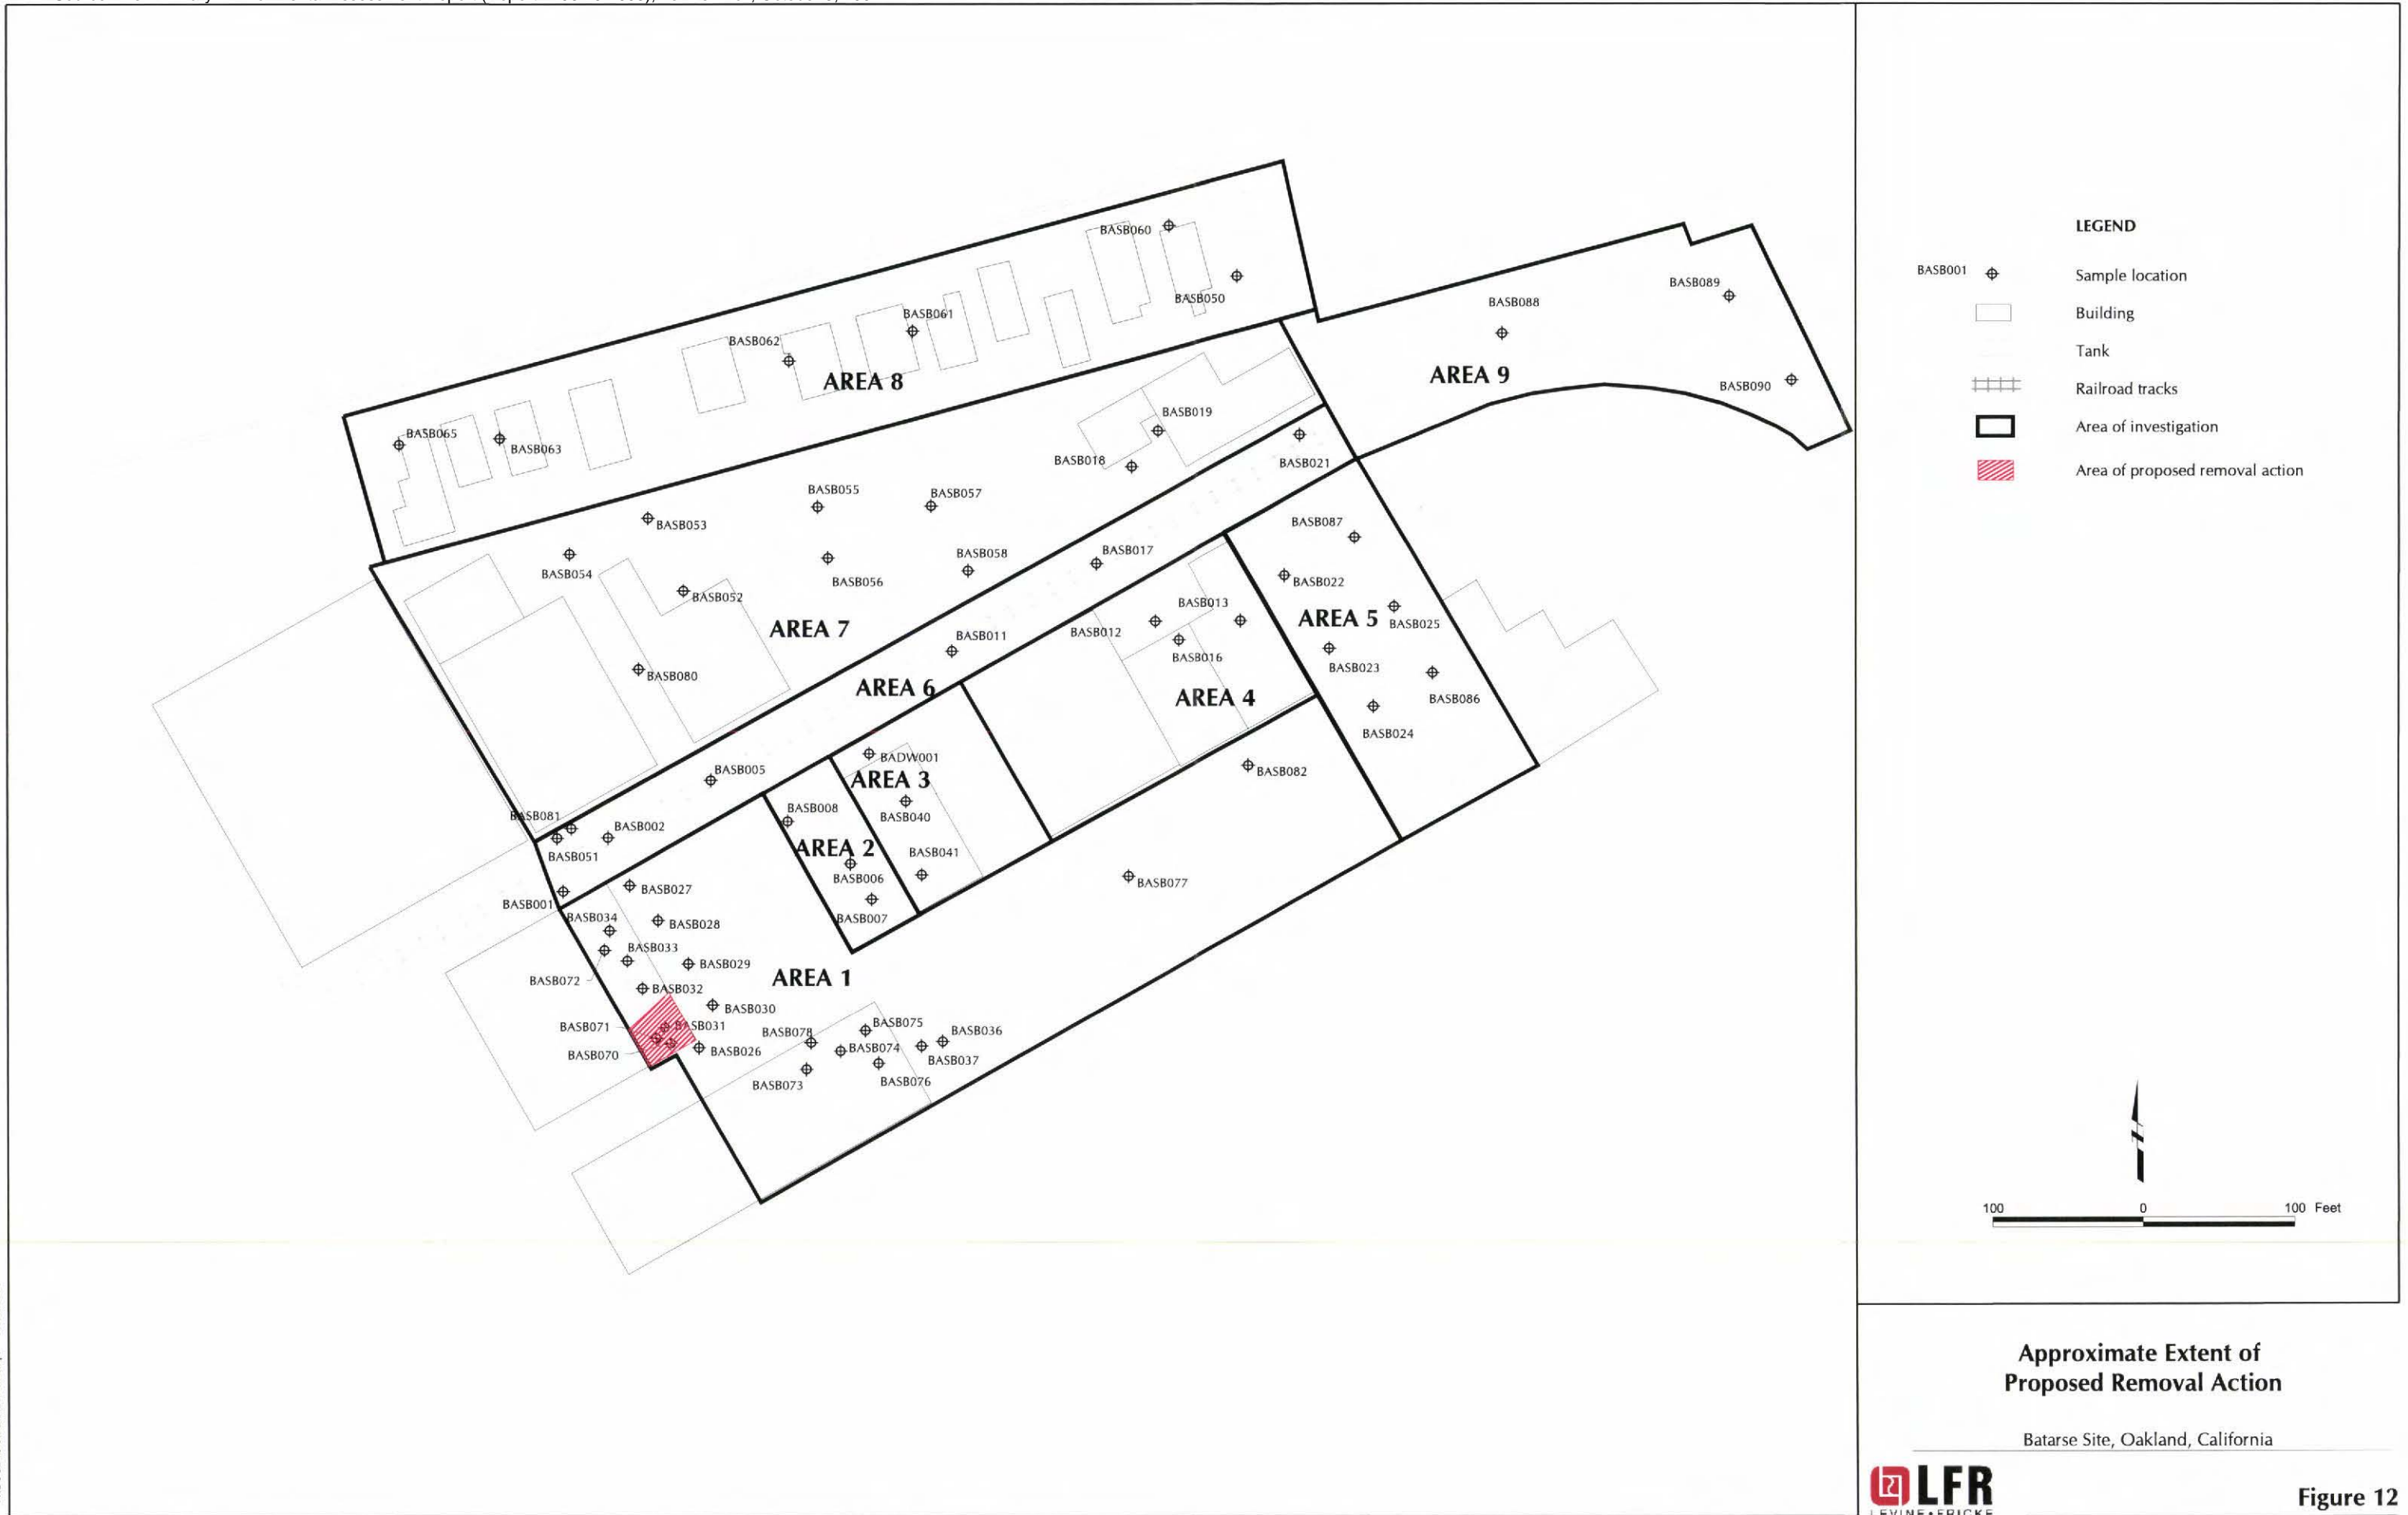 BASB060
BASB050
BASB061
BASB062
AREA 8
BASB065
BASB063
BASB089
BASB088
BASB090
AREA 9
BASB019
BASB018
BASB021
BASB055
BASB057
BASB053
BASB054
BASB056
BASB058
BASB052
BASB017
BASB087
BASB022
AREA 7
BASB080
BASB011
BASB012
BASB013
BASB016
AREA 5
BASB025
BASB023
BASB086
BASB024
AREA 6
AREA 4
BASB005
BADW001
AREA 3
BASB082
BASB008
BASB040
BASB081
BASB002
BASB051
AREA 2
BASB041
BASB006
BASB077
BASB027
BASB001
BASB007
BASB034
BASB028
BASB033
BASB029
BASB072
AREA 1
BASB032
BASB030
BASB071
BASB031
BASB078
BASB075
BASB036
BASB070
BASB026
BASB074
BASB037
BASB073
BASB076
LEGEND
BASB001 Sample location
Building
Tank
Railroad tracks
Area of investigation
Area of proposed removal action
100 0 100 Feet
Approximate Extent of
Proposed Removal Action
Batarse Site, Oakland, California
LFR
LEVINE•FRICKE
Figure 12